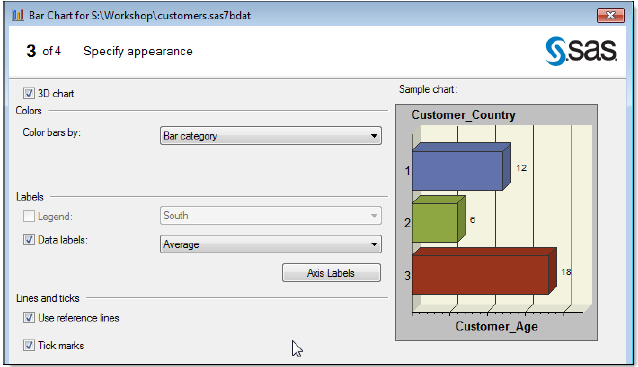 Bar Chart for S:\Workshop\customers.sas7bdat
3 of 4 Specify appearance
sas
3D chart
Colors
Color bars by: Bar category
Labels
Legend: South
Data labels: Average
Axis Labels
Lines and ticks
Use reference lines
Tick marks
Sample chart:
Customer_Country
1 12
2 6
3 18
Customer_Age